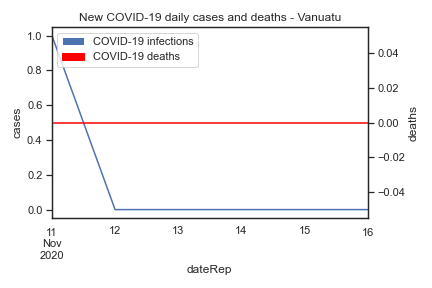 New COVID-19 daily cases and deaths - Vanuatu
COVID-19 infections
COVID-19 deaths
1.0
0.8
0.6
0.4
0.2
0.0
cases
0.04
0.02
0.00
−0.02
−0.04
deaths
11 12 13 14 15 16
Nov
2020
dateRep